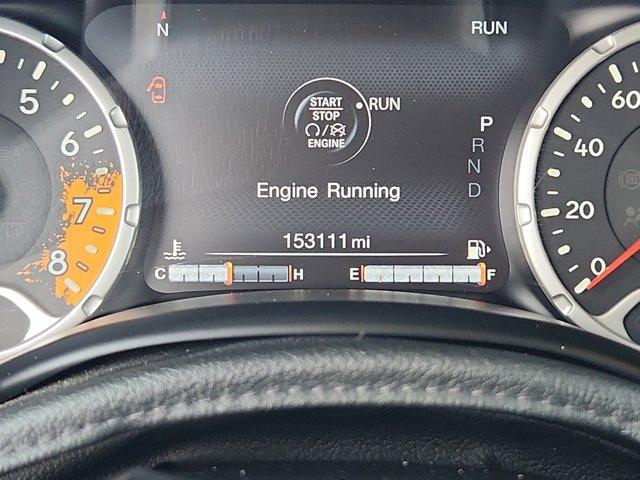 N
RUN
START
STOP
ENGINE
RUN
P
R
N
D
Engine Running
153111 mi
C H
E F
5
6
7
8
60
40
20
0